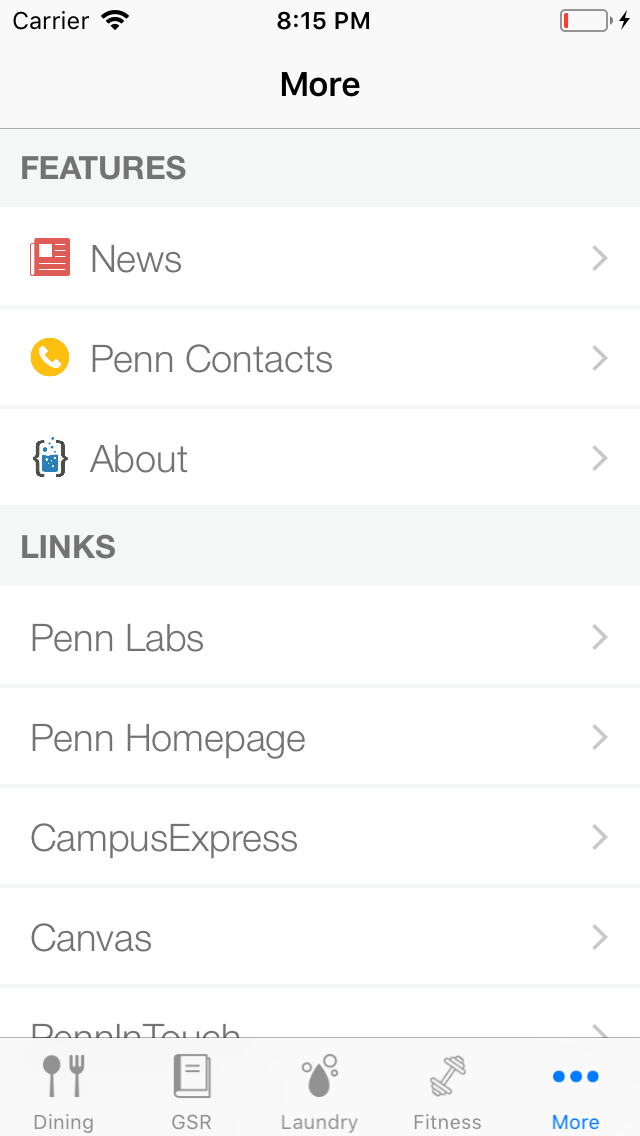 Carrier 8:15 PM
More
FEATURES
News
Penn Contacts
About
LINKS
Penn Labs
Penn Homepage
CampusExpress
Canvas
PennInTouch
Dining GSR Laundry Fitness More